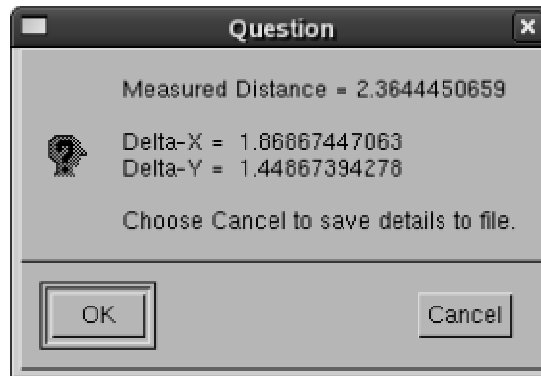 Question
Measured Distance = 2.3644450659
Delta-X = 1.86867447063
Delta-Y = 1.44867394278
Choose Cancel to save details to file.
OK
Cancel